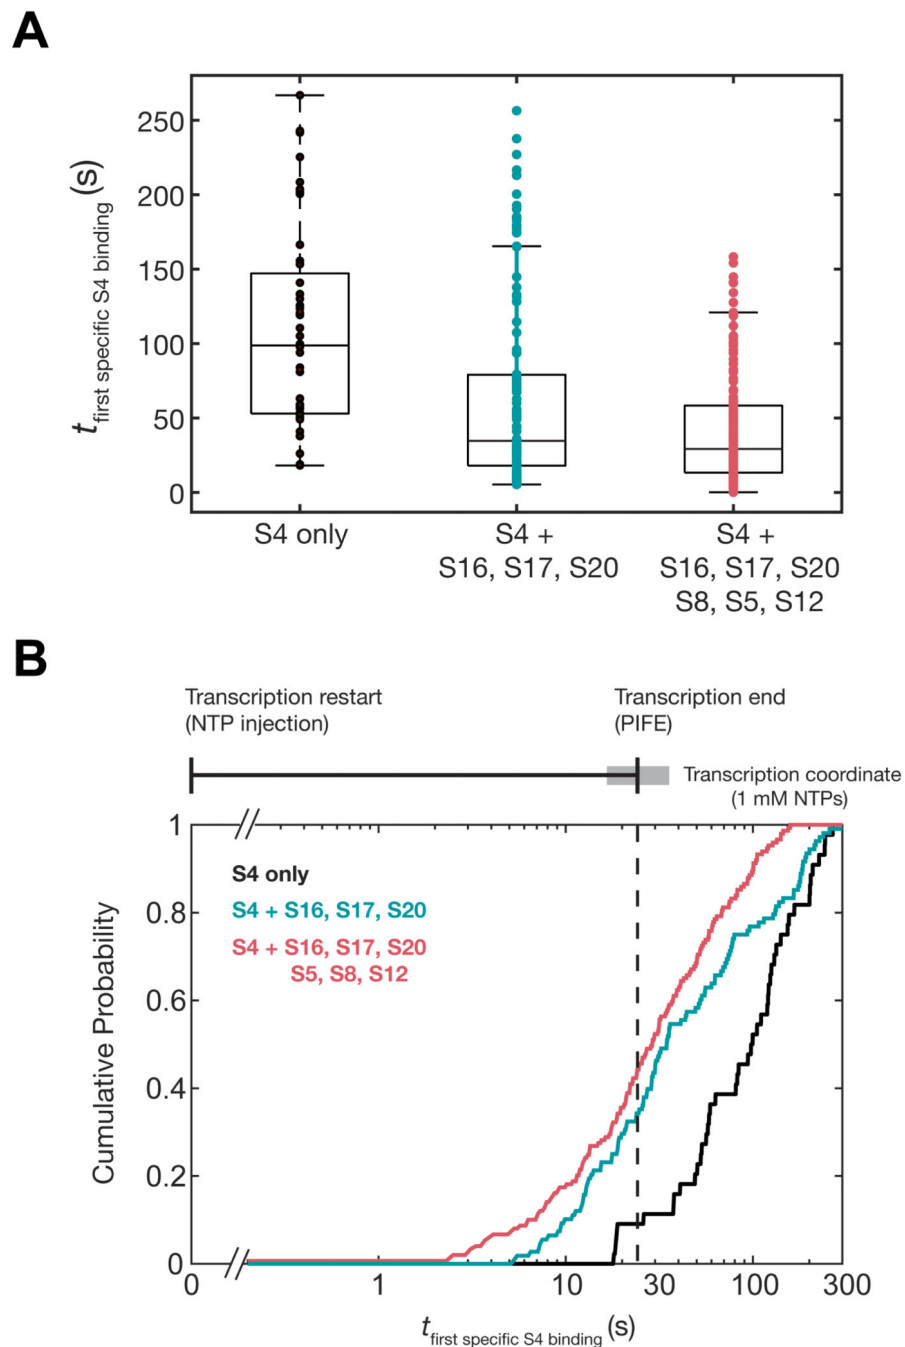 A
t first specific S4 binding (s)
250
200
150
100
50
0
S4 only
S4 +
S16, S17, S20
S4 +
S16, S17, S20
S8, S5, S12
B
Transcription restart
(NTP injection)
Transcription end
(PIFE)
Transcription coordinate
(1 mM NTPs)
Cumulative Probability
1
0.8
0.6
0.4
0.2
0
S4 only
S4 + S16, S17, S20
S4 + S16, S17, S20
S5, S8, S12
0 1 10 30 100 300
t first specific S4 binding (s)